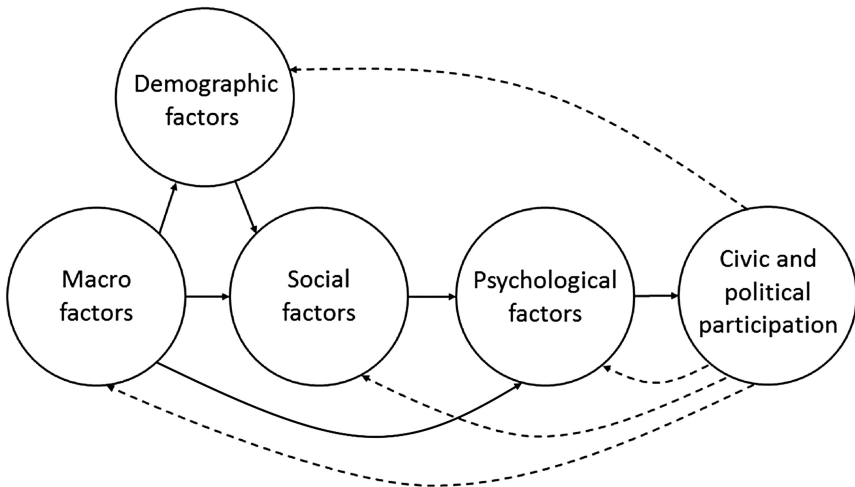 Demographic
factors
Macro
factors
Social
factors
Psychological
factors
Civic and
political
participation